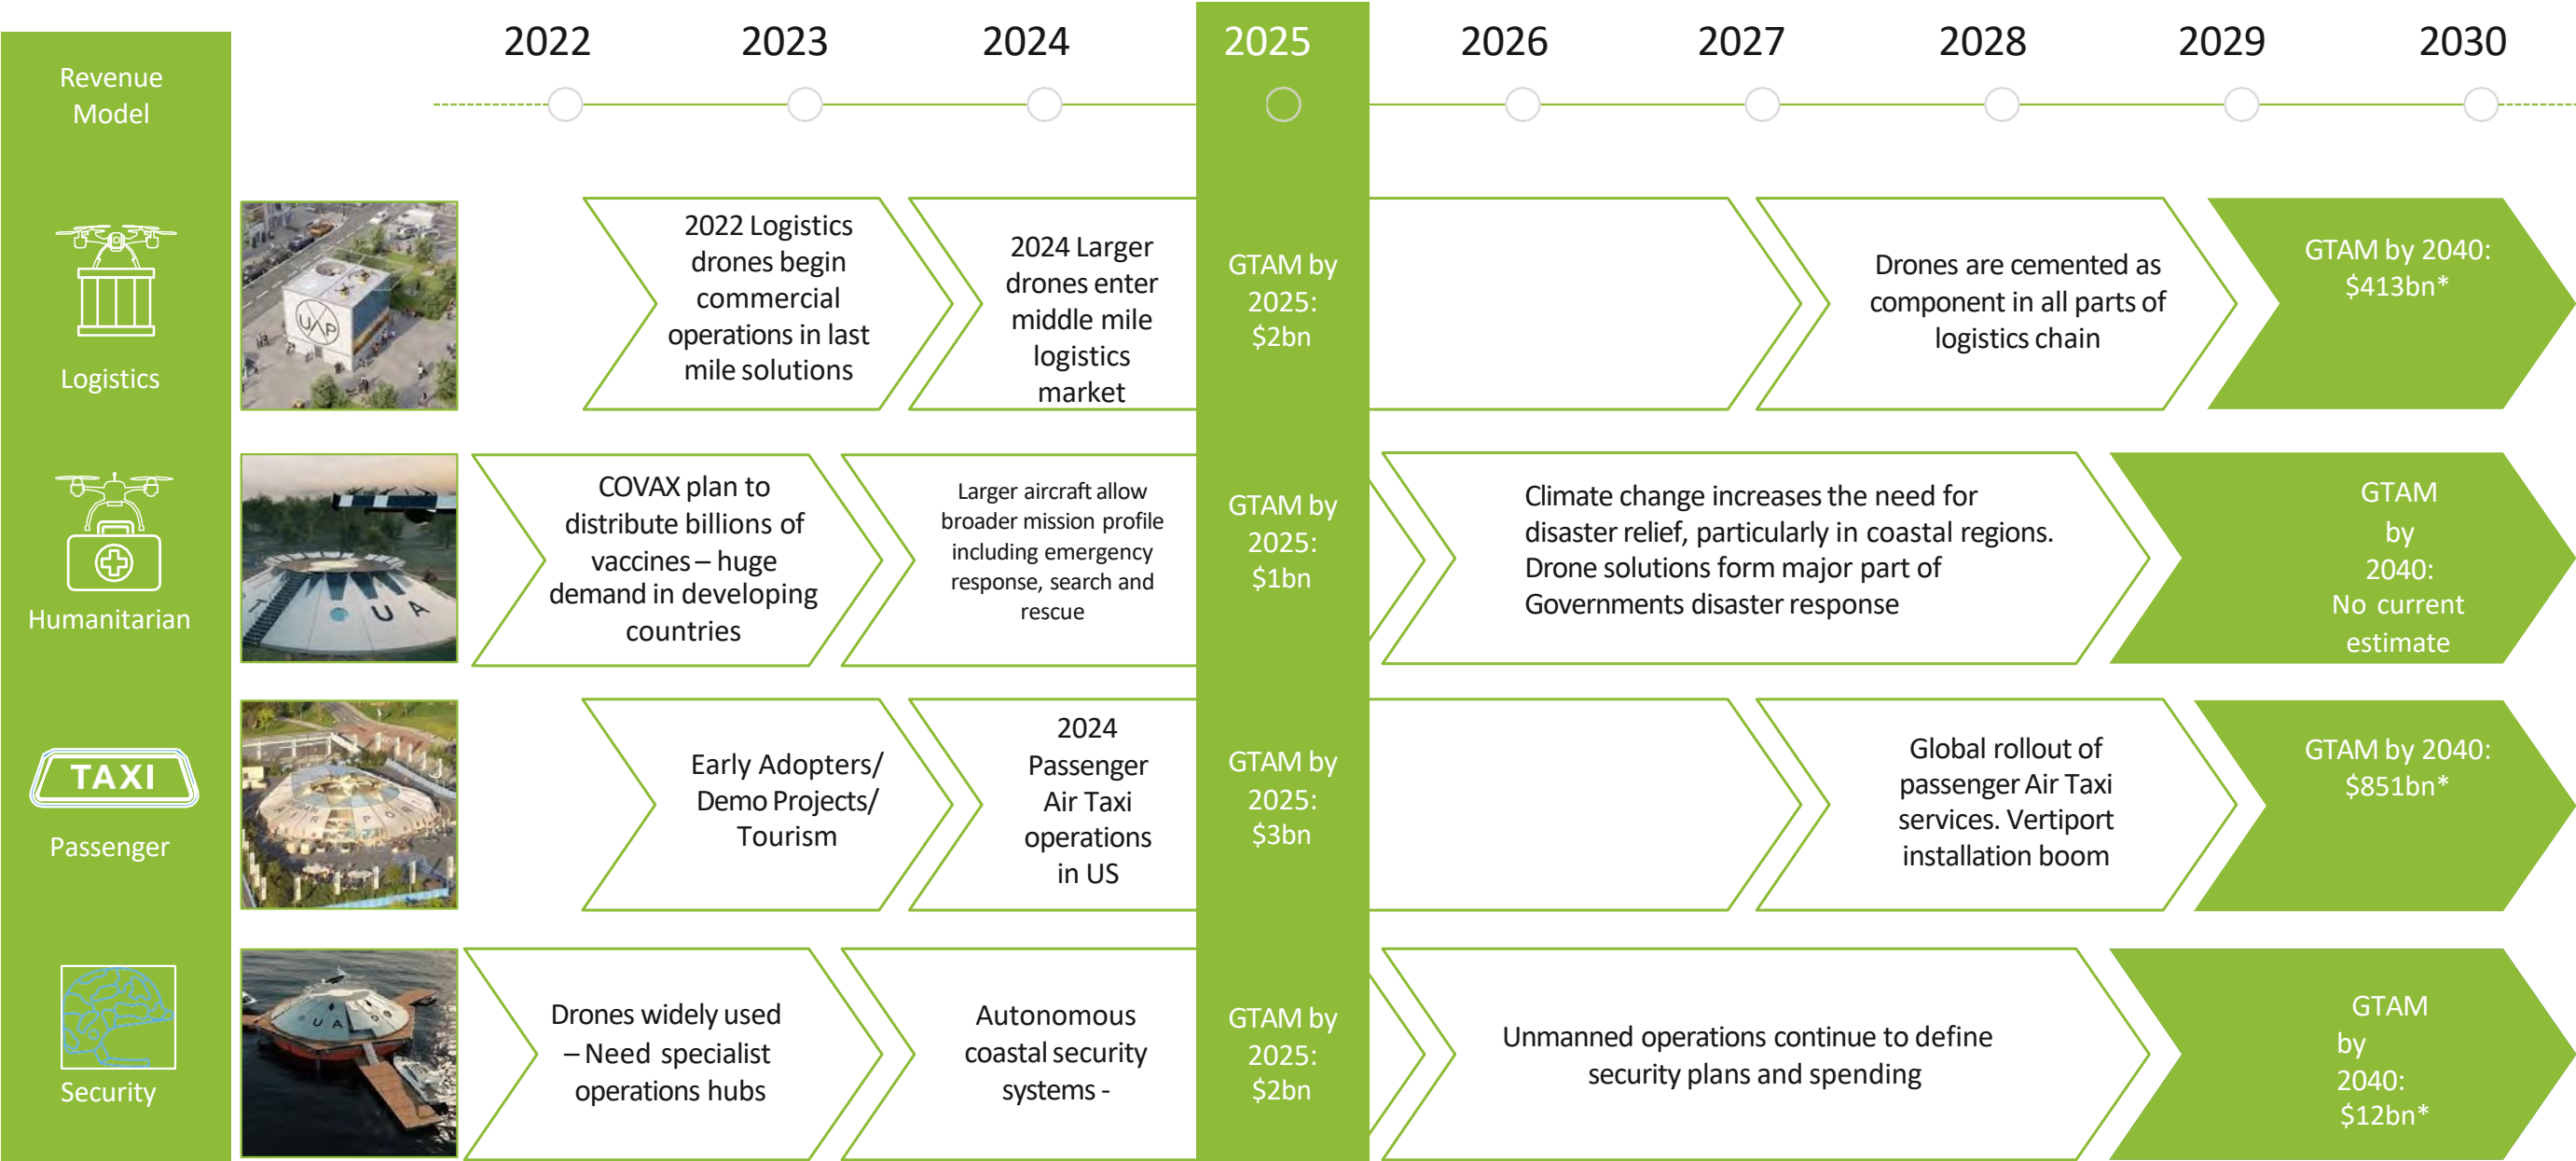 2022
2023
2024
2025
2026
2027
2028
2029
2030
Revenue
Model
Logistics
UAP
2022 Logistics
drones begin
commercial
operations in last
mile solutions
2024 Larger
drones enter
middle mile
logistics
market
GTAM by
2025:
$2bn
Drones are cemented as
component in all parts of
logistics chain
GTAM by 2040:
$413bn*
Humanitarian
U A
COVAX plan to
distribute billions of
vaccines – huge
demand in developing
countries
Larger aircraft allow
broader mission profile
including emergency
response, search and
rescue
GTAM by
2025:
$1bn
Climate change increases the need for
disaster relief, particularly in coastal regions.
Drone solutions form major part of
Governments disaster response
GTAM
by
2040:
No current
estimate
TAXI
Passenger
Early Adopters/
Demo Projects/
Tourism
2024
Passenger
Air Taxi
operations
in US
GTAM by
2025:
$3bn
Global rollout of
passenger Air Taxi
services. Vertiport
installation boom
GTAM by 2040:
$851bn*
Security
U A
Drones widely used
– Need specialist
operations hubs
Autonomous
coastal security
systems -
GTAM by
2025:
$2bn
Unmanned operations continue to define
security plans and spending
GTAM
by
2040:
$12bn*